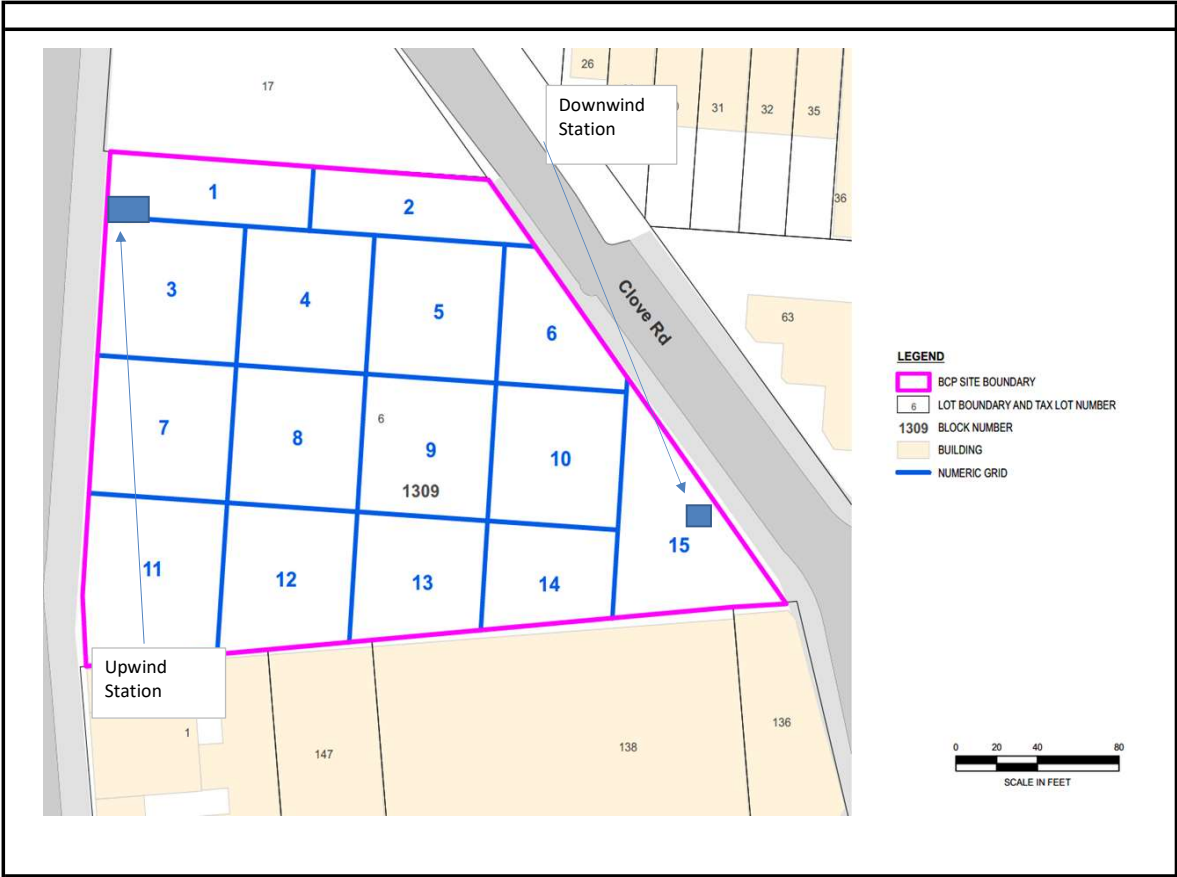 17
26
31
32
35
36
Downwind
Station
1
2
3
4
5
6
Clove Rd
63
7
8
6
9
10
1309
11
12
13
14
15
Upwind
Station
1
147
138
136
LEGEND
BCP SITE BOUNDARY
6 LOT BOUNDARY AND TAX LOT NUMBER
1309 BLOCK NUMBER
BUILDING
NUMERIC GRID
0 20 40 80
SCALE IN FEET